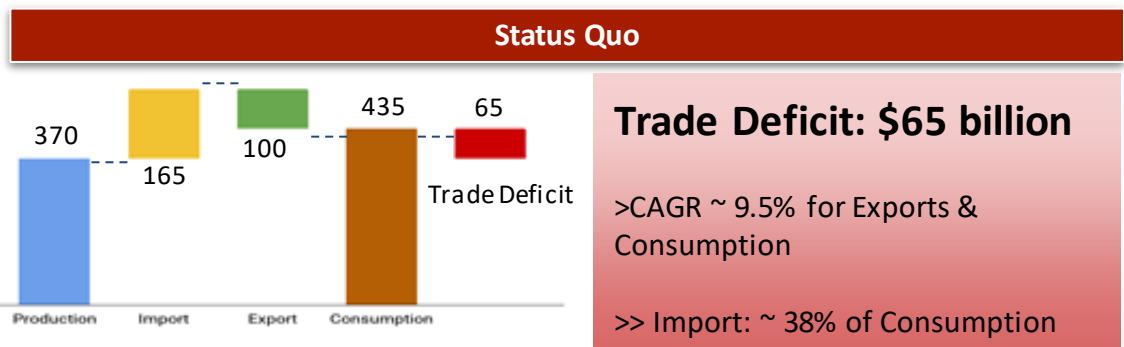 Status Quo
370
165
100
435
65
Trade Deficit
Production
Import
Export
Consumption
Trade Deficit: $65 billion
>CAGR ~ 9.5% for Exports &
Consumption
>> Import: ~ 38% of Consumption